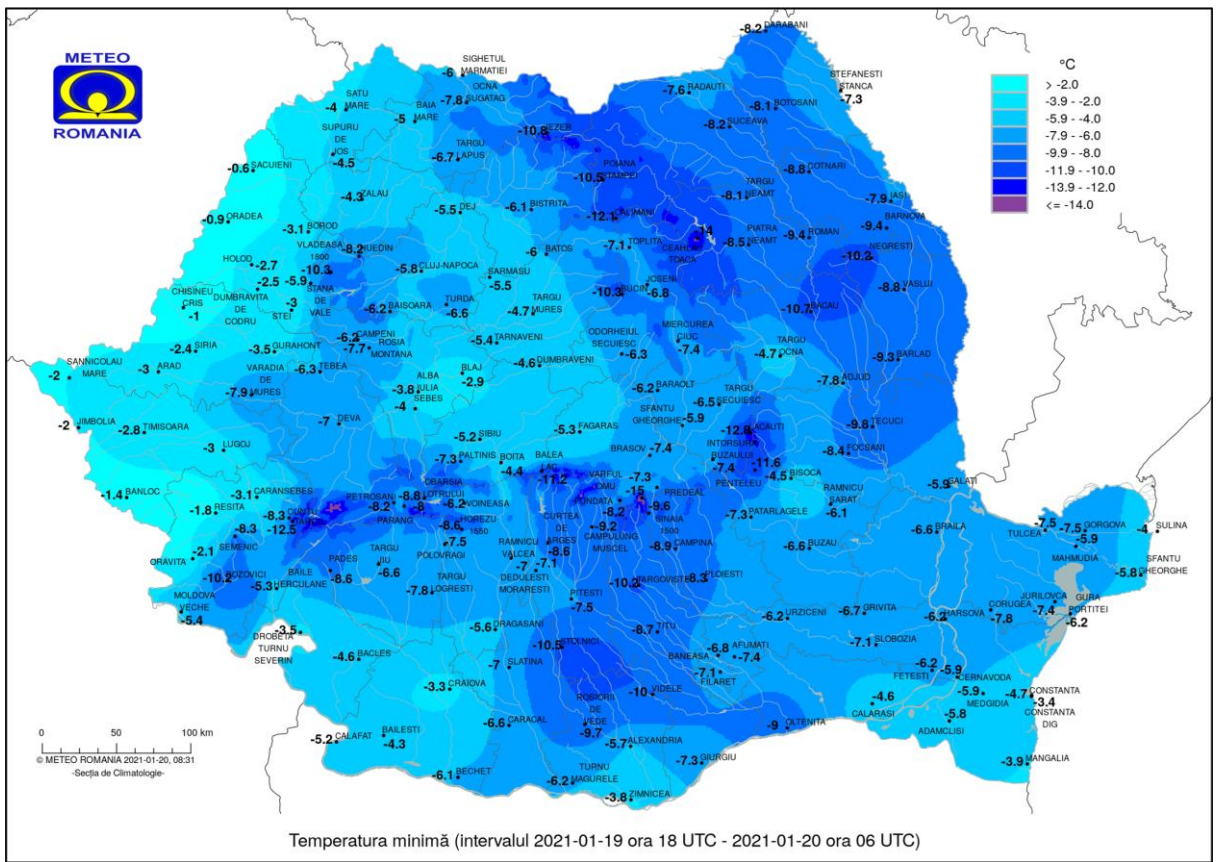 METEO
ROMANIA
°C
> -2.0
-3.9 - -2.0
-5.9 - -4.0
-7.9 - -6.0
-9.9 - -8.0
-11.9 - -10.0
-13.9 - -12.0
<= -14.0
-8.2 DARABANI
SIGHETUL
-6 MARMATIEI
OCNA
-7.8 SUGATAG
-7.6 RADAUTI
STEFANESTI
STANCA
-7.3
-8.1 BOTOSANI
SATU
-4 MARE
BAIA
-5 MARE
-8.2 SUCEAVA
-10.8 IEZER
SUPURU
DE
JOS
-4.5
TARGU
-6.7 LAPUS
POIANA
-10.5 STAMPEI
-8.8 COTNARI
-0.6 SACUIENI
-4.3 ZALAU
TARGU
-8.1 NEAMT
-7.9 IASI
-5.5 DEJ
-6.1 BISTRITA
-12.1 CALIMANI
BARNOVA
-9.4
-0.9 ORADEA
-3.1 BOROD
-14
CEAHLAU
TOACA
PIATRA
-8.5 NEAMT
-9.4 ROMAN
VLADEASA
1800
-10.3
-8.2 HUEDIN
-6 BATOS
-7.1 TOPLITA
NEGRESTI
-10.2
HOLOD
-2.7
-5.8 CLUJ-NAPOCA
SARMASU
-5.5
-2.5
DUMBRAVITA
DE
CODRU
-5.9
STANA
DE
VALE
-10.3 BUCIN
JOSENI
-6.8
-8.8 VASLUI
CHISINEU
CRIS
-1
-3
STEI
-6.2 BAISOARA
TURDA
-6.6
TARGU
-4.7 MURES
-10.7 BACAU
-2.4 SIRIA
-3.5 GURAHONT
-6.2 CAMPENI
-7.7 ROSIA
MONTANA
-5.4 TARNAVENI
ODORHEIUL
SECUIESC
-6.3
MIERCUREA
CIUC
-7.4
TARGU
-4.7 OCNA
-9.3 BARLAD
SANNICOLAU
MARE
-2
-3 ARAD
-6.3 TEBEA
-4.6 DUMBRAVENI
VARADIA
DE
-7.9 MURES
ALBA
-3.8 IULIA
-4 SEBES
BLAJ
-2.9
-6.2 BARAOLT
TARGU
-6.5 SECUIESC
-7.8 ADJUD
-2 JIMBOLIA
-2.8 TIMISOARA
-7 DEVA
-5.2 SIBIU
-5.3 FAGARAS
SFANTU
GHEORGHE
-5.9
-12.8 LACAUTI
-9.8 TECUCI
-3 LUGOJ
-7.3 PALTINIS
BOITA
-4.4
BALEA
LAC
-11.2
BRASOV
-7.4
INTORSURA
BUZAULUI
-7.4
-11.6
PENTELEU
-4.5 BISOCA
-8.4 FOCSANI
-1.4 BANLOC
-3.1 CARANSEBES
-1.8 RESITA
-8.3 CUNTU
TARCU
-12.5
PETROSANI
-8.2
OBARSIA
-8.8 LOTRULUI
-8
PARANG
-6.2 VOINEASA
VARFUL
OMU
-15
-7.3
PREDEAL
FUNDATA
-8.2
-9.6
SINAIA
1500
RAMNICU
SARAT
-6.1
-5.9 GALATI
-8.3
SEMENIC
-8.6 HOREZU
1550
-7.5
POLOVRAGI
CURTEA
DE
ARGES
-8.6
-9.2
CAMPULUNG
MUSCEL
-8.9 CAMPINA
-7.3 PATARLAGELE
-6.6 BUZAU
-6.6 BRAILA
-7.5
TULCEA
-7.5 GORGOVA
-5.9
MAHMUDIA
-4 SULINA
-2.1
ORAVITA
-10.2 BOZOVICI
BAILE
-5.3 HERCULANE
PADES
-8.6
TARGU
JIU
-6.6
RAMNICU
VALCEA
-7
-7.1
DEDULESTI
MORARESTI
-10.2 TARGOVISTE
-8.3 PLOIESTI
SFANTU
-5.8 GHEORGHE
MOLDOVA
VECHE
-5.4
-7.8 TARGU
LOGRESTI
PITESTI
-7.5
-6.2 URZICENI
-6.7 GRIVITA
-6.2 HARSOVA
CORUGEA
-7.8
JURILOVCA
-7.4
GURA
PORTITEI
-6.2
-3.5
DROBETA
TURNU
SEVERIN
-5.6 DRAGASANI
-8.7 TITU
-10.5 STOLNICI
-7.1 SLOBOZIA
-4.6 BACLES
-7 SLATINA
-6.8 AFUMATI
BANEASA
-7.4
-7.1
FILARET
-6.2
FETESTI
-5.9
CERNAVODA
-3.3 CRAIOVA
ROSIORII
DE
VEDE
-9.7
-10 VIDELE
-4.6
CALARASI
-5.9
MEDGIDIA
-4.7 CONSTANTA
-3.4
CONSTANTA
DIG
-5.8
ADAMCLISI
-6.6 CARACAL
-9 OLTENITA
-5.2 CALAFAT
BAILESTI
-4.3
-5.7 ALEXANDRIA
-7.3 GIURGIU
-3.9 MANGALIA
-6.1 BECHET
TURNU
-6.2 MAGURELE
-3.8 ZIMNICEA
0 50 100 km
© METEO ROMANIA 2021-01-20, 08:31
-Secția de Climatologie-
Temperatura minimă (intervalul 2021-01-19 ora 18 UTC - 2021-01-20 ora 06 UTC)